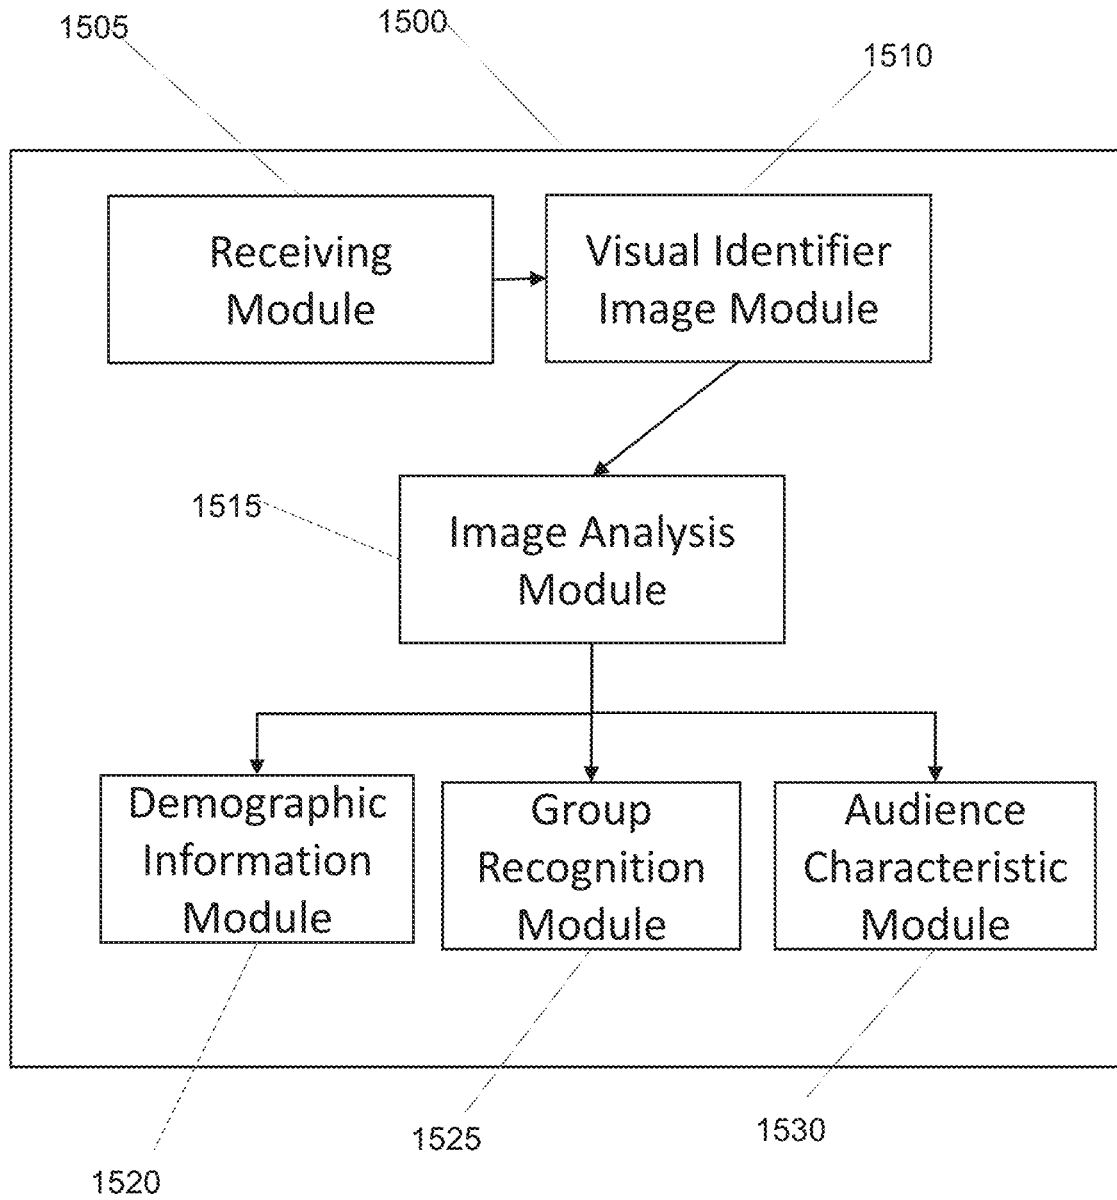 1505
1500
1510
Receiving
Module
Visual Identifier
Image Module
1515
Image Analysis
Module
Demographic
Information
Module
Group
Recognition
Module
Audience
Characteristic
Module
1520
1525
1530